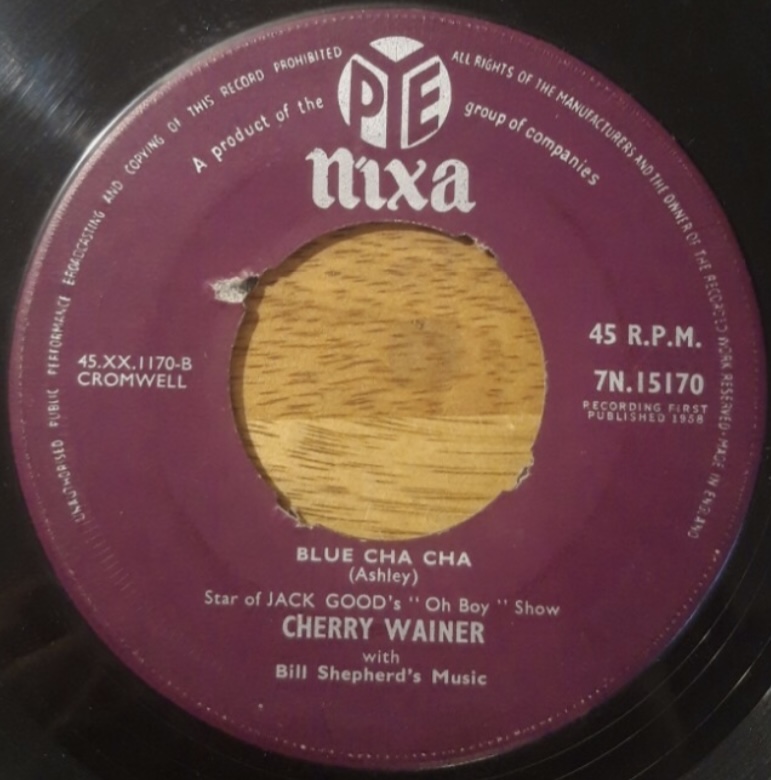 UNAUTHORISED PUBLIC PERFORMANCE BROADCASTING AND COPYING OF THIS RECORD PROHIBITED
ALL RIGHTS OF THE MANUFACTURERS AND THE OWNER OF THE RECORDED WORK RESERVED · MADE IN ENGLAND
A product of the
PYE
group of companies
nixa
45.XX.1170-B
CROMWELL
45 R.P.M.
7N.15170
RECORDING FIRST
PUBLISHED 1958
BLUE CHA CHA
(Ashley)
Star of JACK GOOD's "Oh Boy" Show
CHERRY WAINER
with
Bill Shepherd's Music